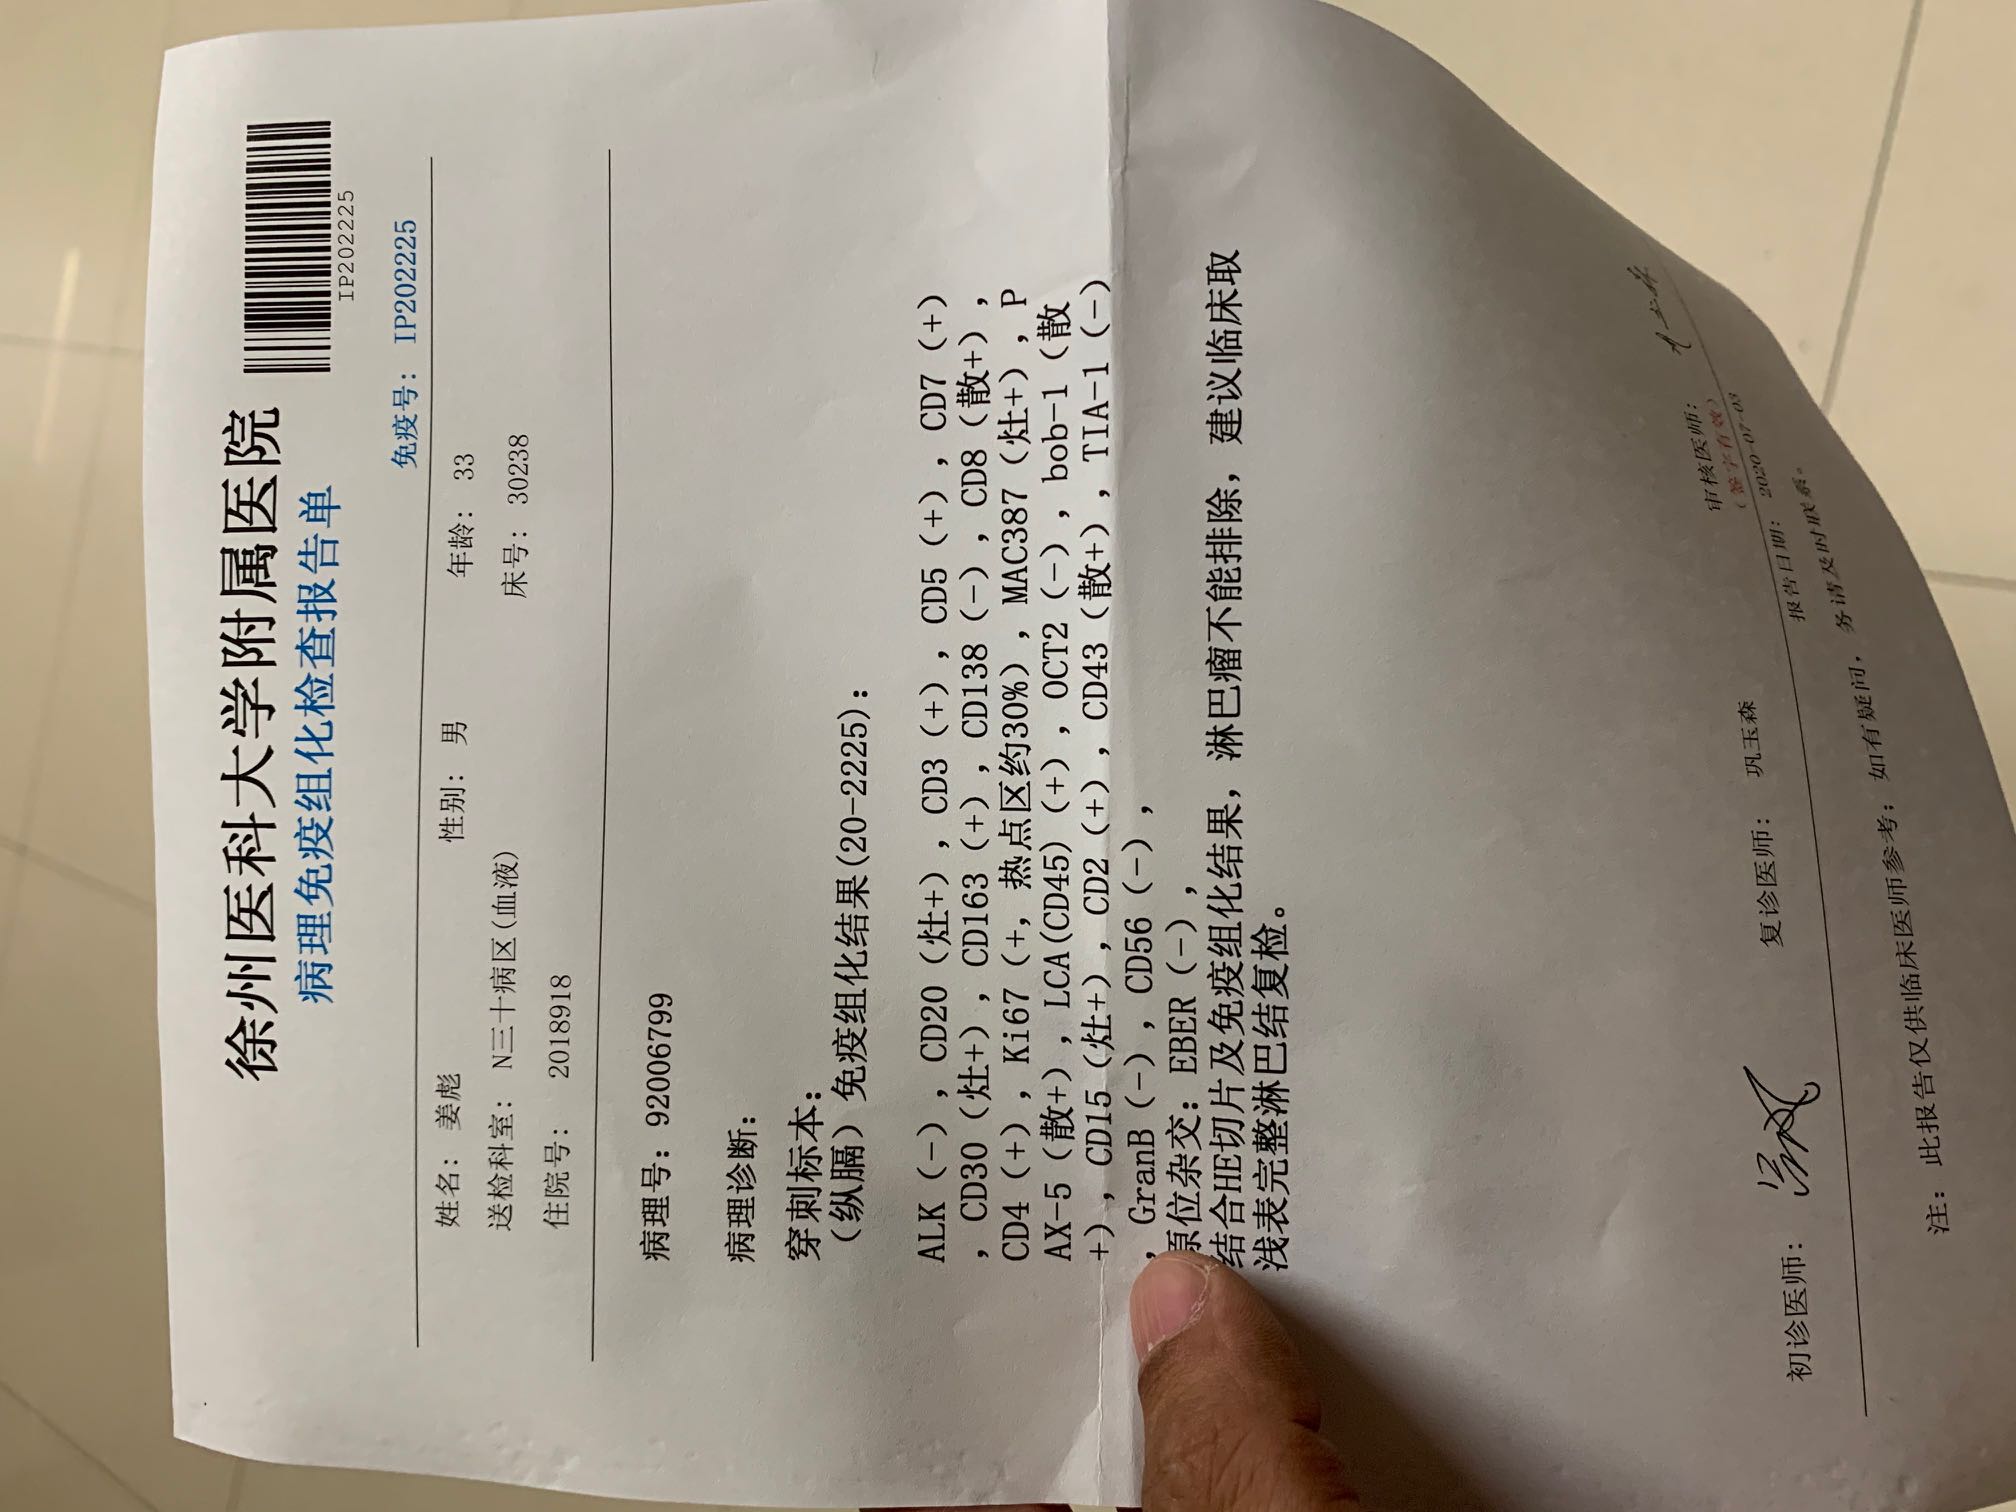 徐州医科大学附属医院
病理免疫组化检查报告单
IP202225
免疫号： IP202225
姓名： 姜彪 性别： 男 年龄： 33
送检科室： N三十病区(血液) 床号： 30238
住院号： 2018918
病理号：92006799
病理诊断：
穿刺标本：
（纵膈）免疫组化结果(20-2225)：
ALK（-）, CD20（灶+）, CD3（+）, CD5（+）, CD7（+）
, CD30（灶+）, CD163（+）, CD138（-）, CD8（散+）,
CD4（+）, Ki67（+, 热点区约30%）, MAC387（灶+）, P
AX-5（散+）, LCA(CD45)（+）, OCT2（-）, bob-1（散
+）, CD15（灶+）, CD2（+）, CD43（散+）, TIA-1（-）
, GranB（-）, CD56（-）,
原位杂交：EBER（-）,
结合HE切片及免疫组化结果，淋巴瘤不能排除，建议临床取
浅表完整淋巴结复检。
初诊医师： 复诊医师： 巩玉森 审核医师：
（签字有效）
报告日期： 2020-07-03
注： 此报告仅供临床医师参考；如有疑问， 务请及时联系。